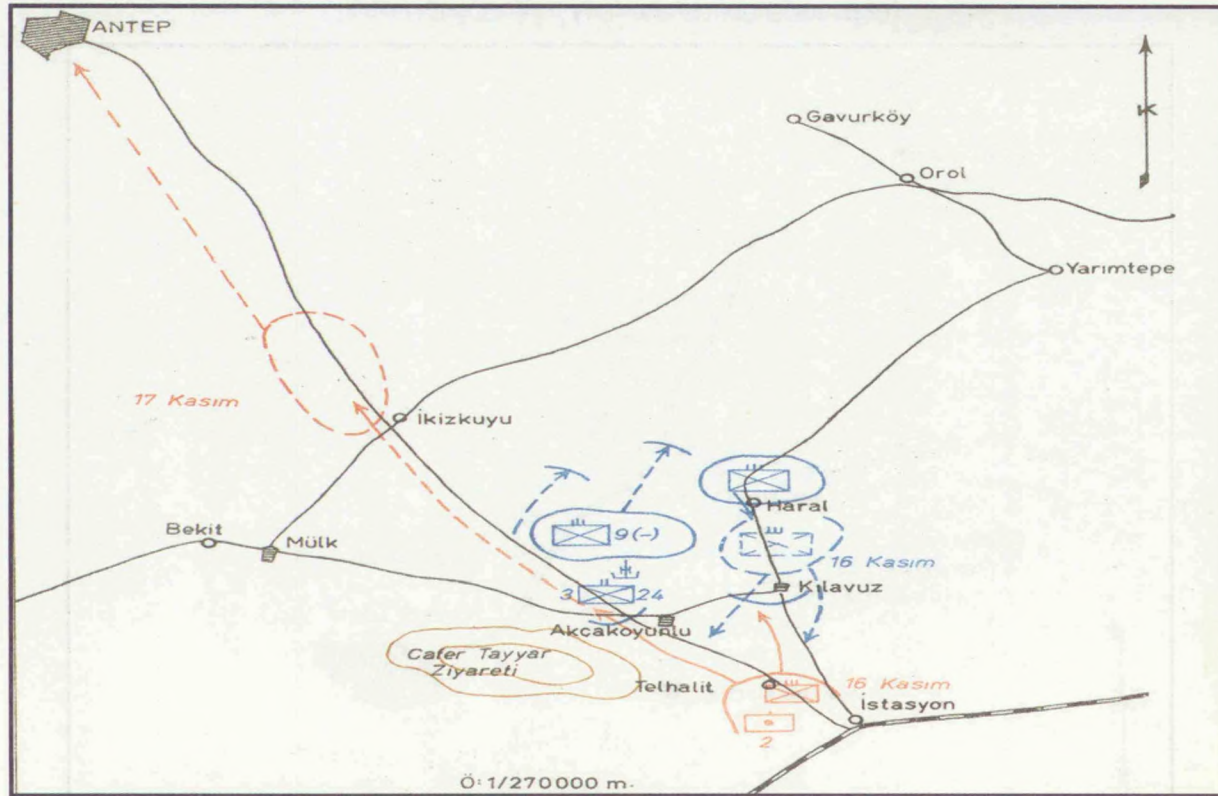 ANTEP
K
Gavurköy
Orol
Yarımtepe
17 Kasım
İkizkuyu
Haral
Bekit
Mülk
9(-)
16 Kasım
3
24
Kılavuz
Akçakoyunlu
Cafer Tayyar
Ziyareti
Telhalit
16 Kasım
İstasyon
2
Ö: 1/270000 m.